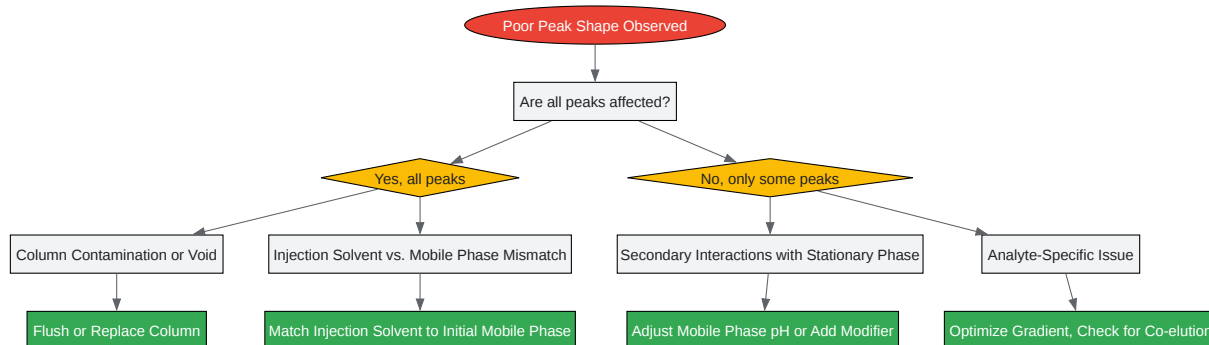 Poor Peak Shape Observed
Are all peaks affected?
Yes, all peaks
No, only some peaks
Column Contamination or Void
Injection Solvent vs. Mobile Phase Mismatch
Secondary Interactions with Stationary Phase
Analyte-Specific Issue
Flush or Replace Column
Match Injection Solvent to Initial Mobile Phase
Adjust Mobile Phase pH or Add Modifier
Optimize Gradient, Check for Co-elution